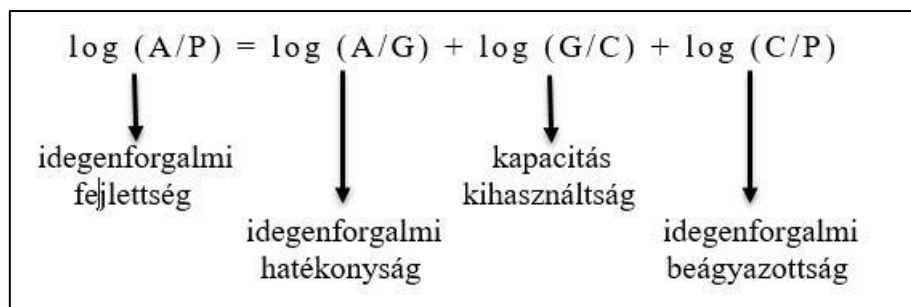 log (A/P) = log (A/G) + log (G/C) + log (C/P)
idegenforgalmi
fejlettség
kapacitás
kihasználtság
idegenforgalmi
hatékonyság
idegenforgalmi
beágyazottság